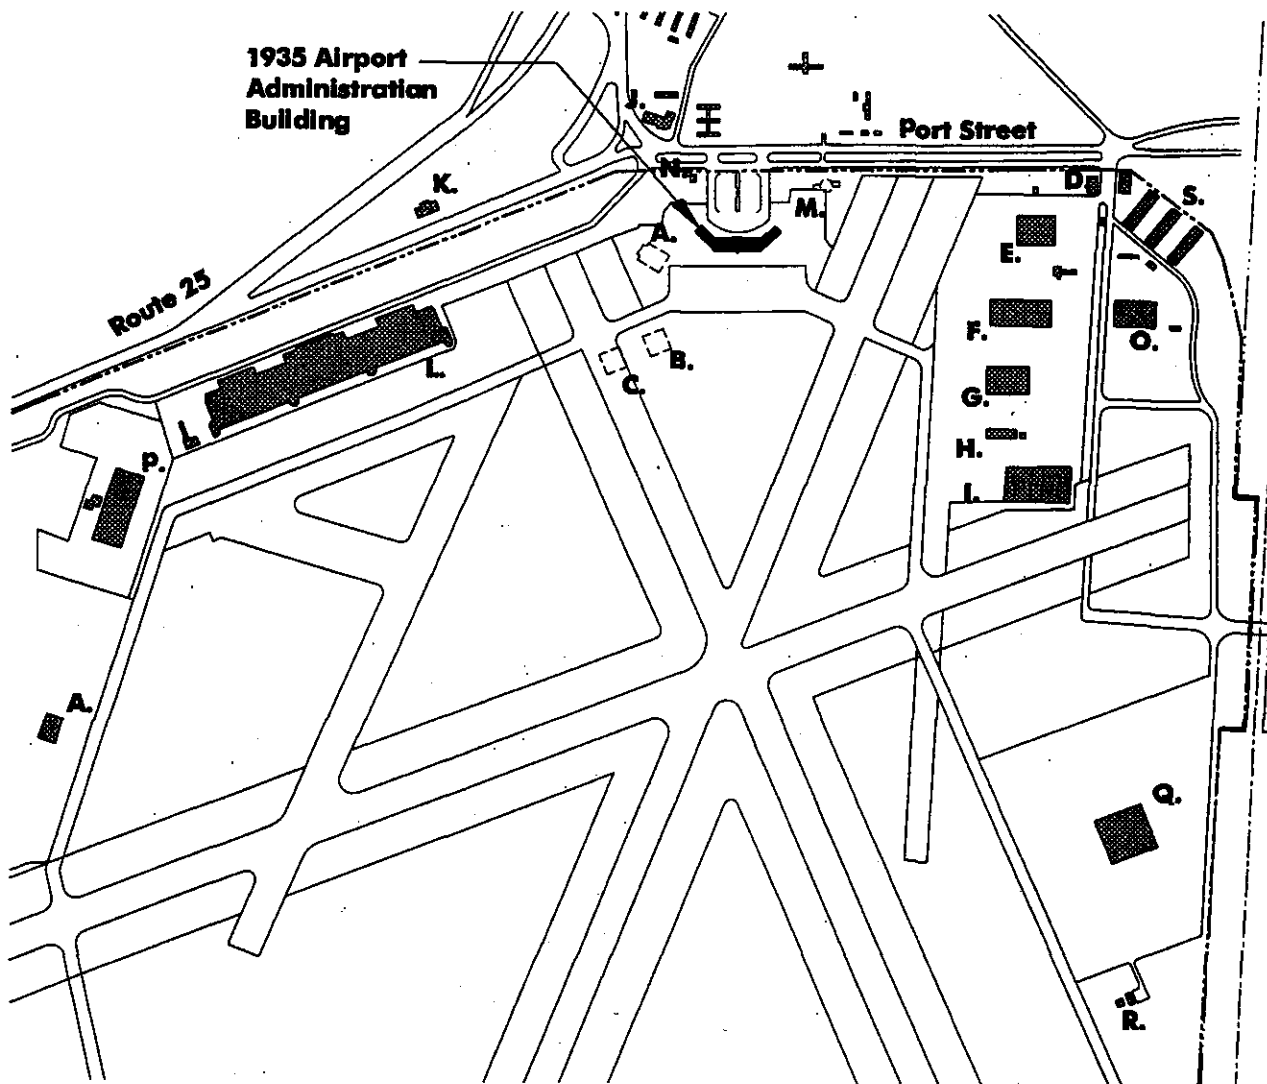 1935 Airport
Administration
Building
J.
Port Street
N.
K.
D.
S.
M.
A.
E.
Route 25
F.
O.
B.
C.
L.
G.
H.
P.
I.
A.
Q.
R.